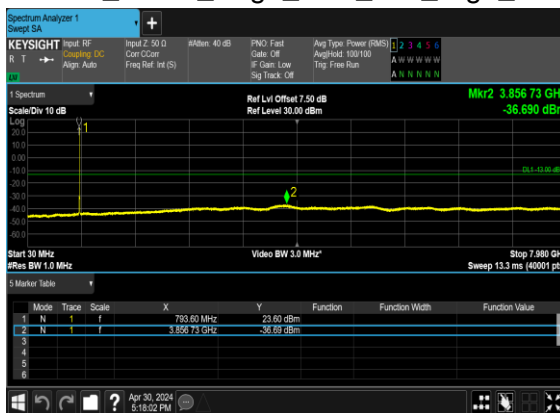 Spectrum Analyzer 1
Swept SA
KEYSIGHT
R T
LU
Input: RF
Coupling: DC
Align: Auto
Input Z: 50 Ω
Corr CCorr
Freq Ref: Int (S)
#Atten: 40 dB
PNO: Fast
Gate: Off
IF Gain: Low
Sig Track: Off
Avg Type: Power (RMS)
Avg|Hold: 100/100
Trig: Free Run
1 2 3 4 5 6
A W W W W W
A N N N N N
1 Spectrum
Scale/Div 10 dB
Log
Ref Lvl Offset 7.50 dB
Ref Level 30.00 dBm
Mkr2 3.856 73 GH
-36.690 dBr
20.0
10.0
0.00
-10.0
-20.0
-30.0
-40.0
-50.0
-60.0
1
2
DL1 -13.00 dB
Start 30 MHz
#Res BW 1.0 MHz
Video BW 3.0 MHz*
Stop 7.980 GH
Sweep 13.3 ms (40001 pt
5 Marker Table
Mode Trace Scale X Y Function Function Width Function Value
1 N 1 f 793.60 MHz 23.60 dBm
2 N 1 f 3.856 73 GHz -36.69 dBm
3
4
5
6
?
Apr 30, 2024
5:18:02 PM